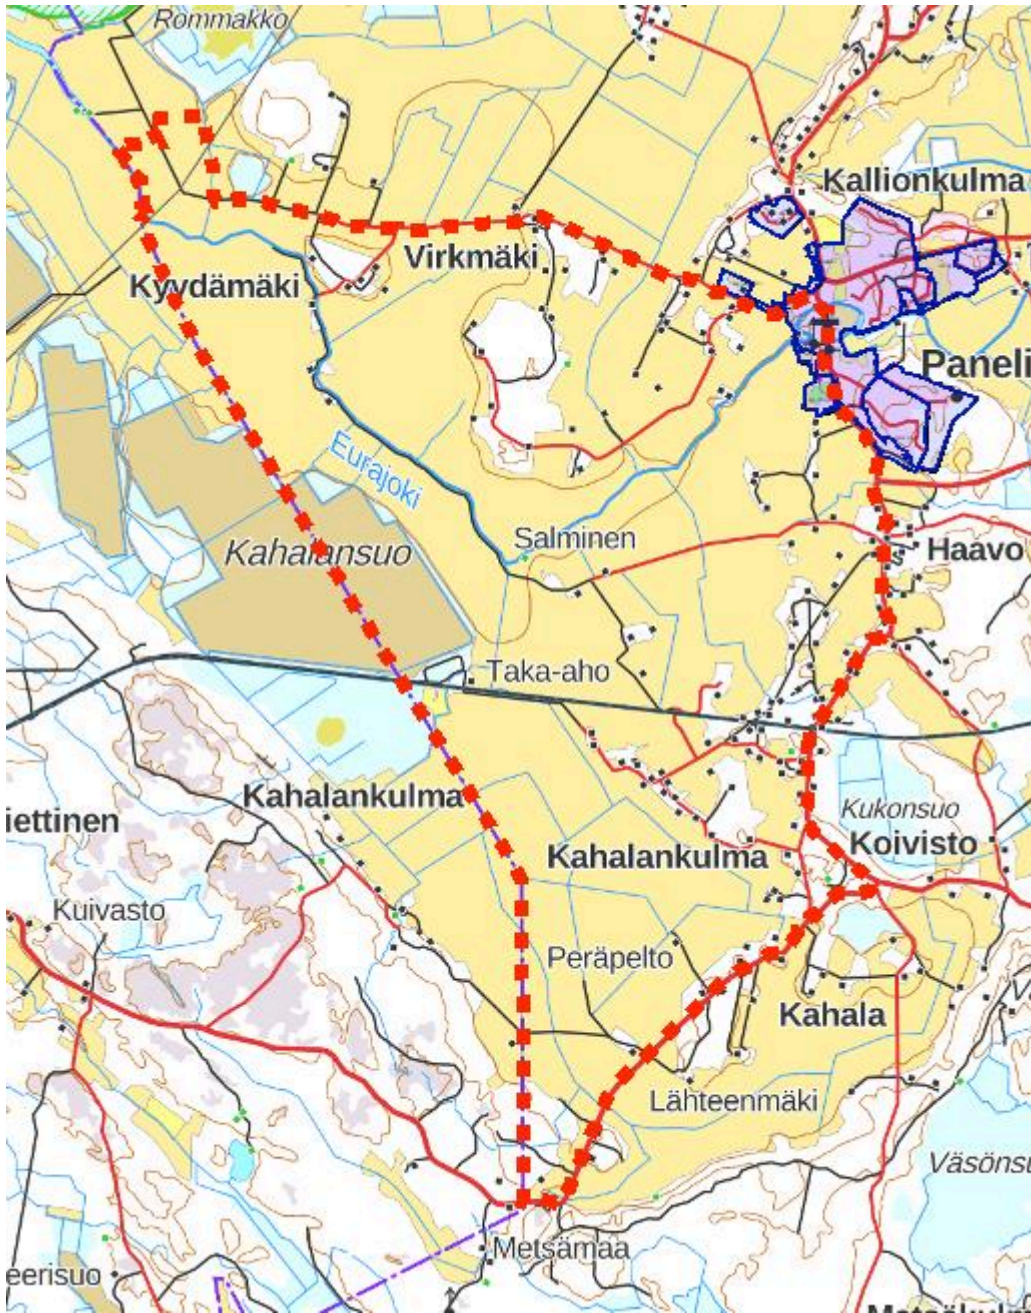 Rommakko
Kallionkulma
Virkmäki
Kyydämäki
Paneli
Eurajoki
Salminen
Kahalansuo
Haavo
Taka-aho
Kahalankulma
Kukonsuo
iettinen
Kahalankulma
Koivisto
Kuivasto
Peräpelto
Kahala
Lähteenmäki
Väsönsu
Metsämaa
eerisuo